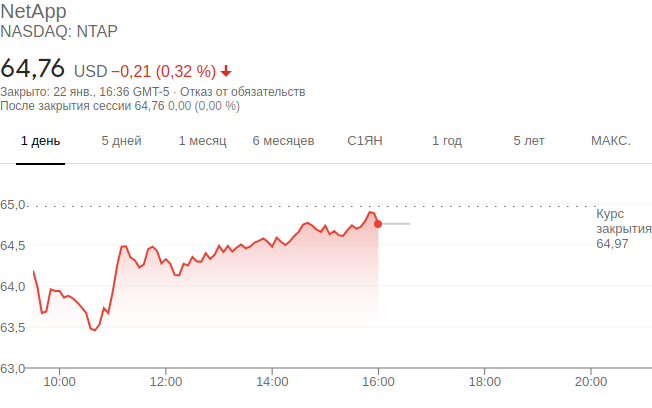 NetApp
NASDAQ: NTAP
64,76 USD −0,21 (0,32 %)
Закрыто: 22 янв., 16:36 GMT-5 · Отказ от обязательств
После закрытия сессии 64,76 0,00 (0,00 %)
1 день 5 дней 1 месяц 6 месяцев С1ЯН 1 год 5 лет МАКС.
65,0
64,5
64,0
63,5
63,0
Курс
закрытия
64,97
10:00 12:00 14:00 16:00 18:00 20:00